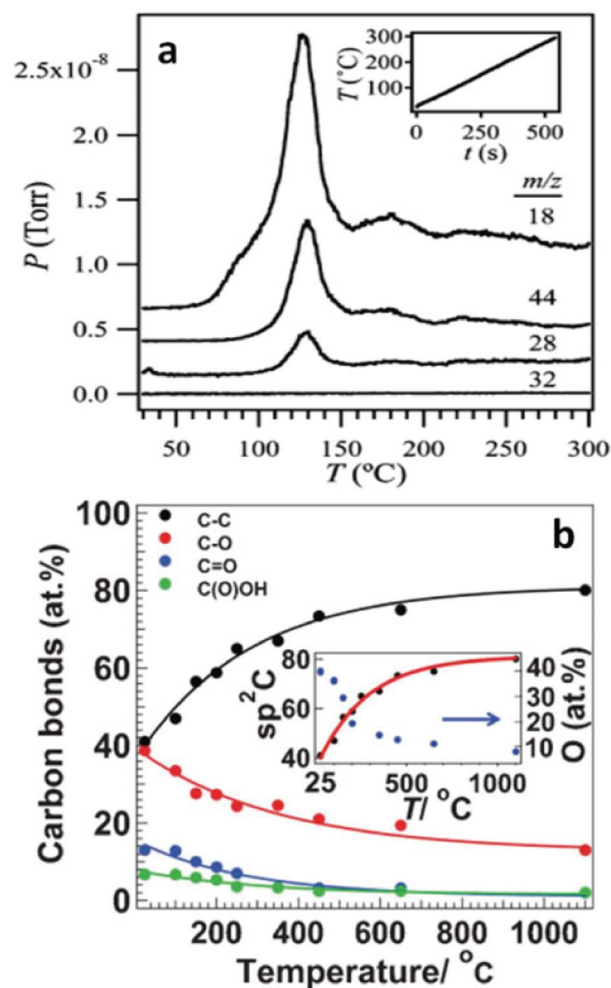 a
2.5x10⁻⁸
2.0
1.5
1.0
0.5
0.0
P (Torr)
50 100 150 200 250 300
T (ºC)
300
200
100
T (°C)
0 250 500
t (s)
m/z
18
44
28
32
b
100
80
60
40
20
0
Carbon bonds (at.%)
C-C
C-O
C=O
C(O)OH
80
60
40
sp²C
40
30
20
10
O (at.%)
25 500 1000
T/ °C
200 400 600 800 1000
Temperature/ °C